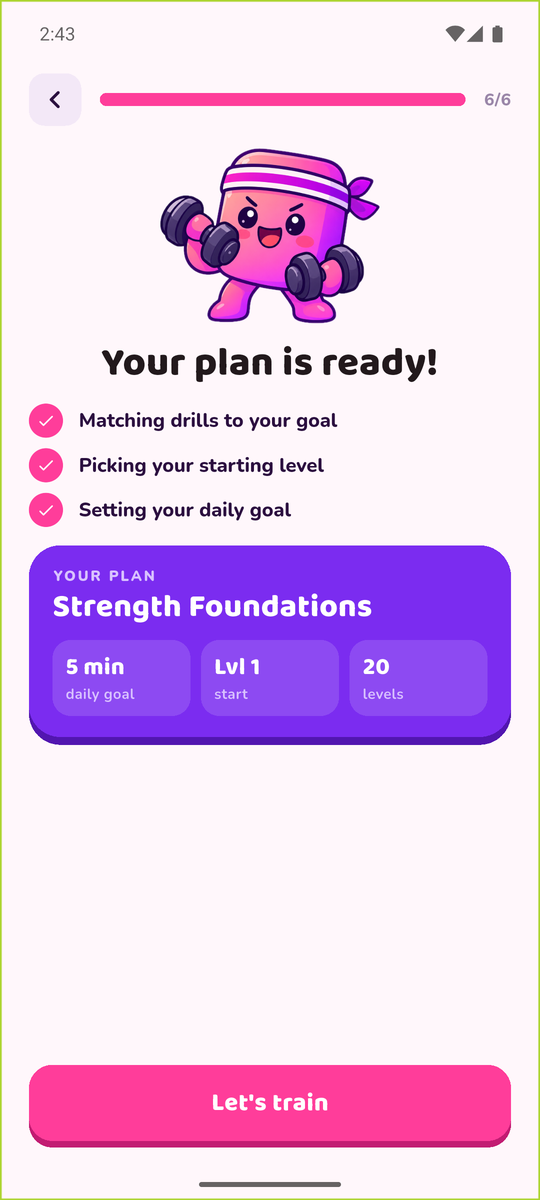 2:43
6/6
Your plan is ready!
Matching drills to your goal
Picking your starting level
Setting your daily goal
YOUR PLAN
Strength Foundations
5 min
daily goal
Lvl 1
start
20
levels
Let's train